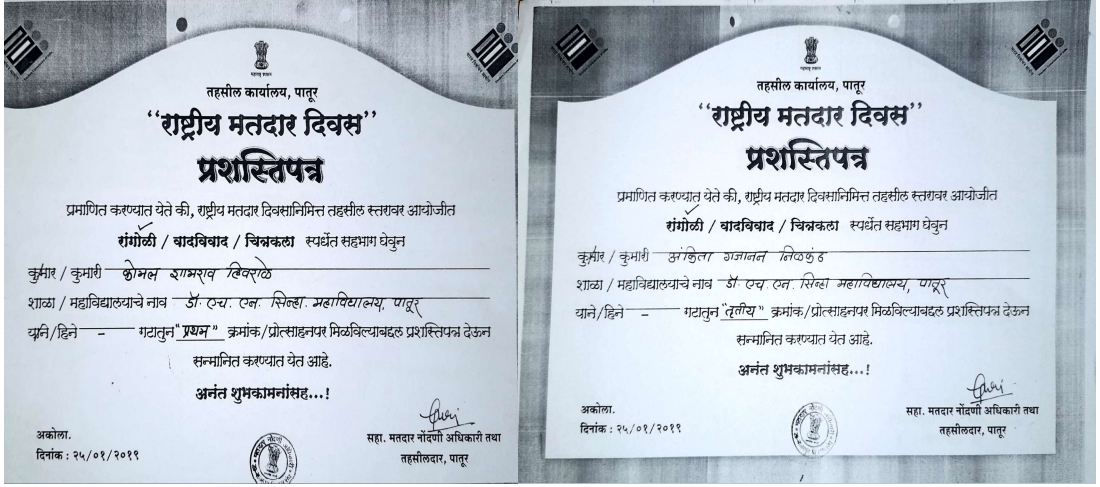 महाराष्ट्र शासन
तहसील कार्यालय, पातूर
“राष्ट्रीय मतदार दिवस”
प्रशस्तिपत्र
प्रमाणित करण्यात येते की, राष्ट्रीय मतदार दिवसानिमित्त तहसील स्तरावर आयोजीत
रांगोळी / वादविवाद / चित्रकला स्पर्धेत सहभाग घेवुन
कुमार / कुमारी कोमल शामराव हिवराळे
शाळा / महाविद्यालयाचे नाव डॉ. एच. एन. सिन्हा महाविद्यालय, पातूर
याने/हिने - गटातुन "प्रथम" क्रमांक/प्रोत्साहनपर मिळविल्याबद्दल प्रशस्तिपत्र देऊन
सन्मानित करण्यात येत आहे.
अनंत शुभकामनांसह...!
अकोला.
दिनांक : २५/०१/२०१९
सहा. मतदार नोंदणी अधिकारी तथा
तहसीलदार, पातूर
महाराष्ट्र शासन
तहसील कार्यालय, पातूर
“राष्ट्रीय मतदार दिवस”
प्रशस्तिपत्र
प्रमाणित करण्यात येते की, राष्ट्रीय मतदार दिवसानिमित्त तहसील स्तरावर आयोजीत
रांगोळी / वादविवाद / चित्रकला स्पर्धेत सहभाग घेवुन
कुमार / कुमारी अंकिता गजानन निळकंठ
शाळा / महाविद्यालयाचे नाव डॉ. एच. एन. सिन्हा महाविद्यालय, पातूर
याने/हिने - गटातुन "तृतीय" क्रमांक/प्रोत्साहनपर मिळविल्याबद्दल प्रशस्तिपत्र देऊन
सन्मानित करण्यात येत आहे.
अनंत शुभकामनांसह...!
अकोला.
दिनांक : २५/०१/२०१९
सहा. मतदार नोंदणी अधिकारी तथा
तहसीलदार, पातूर